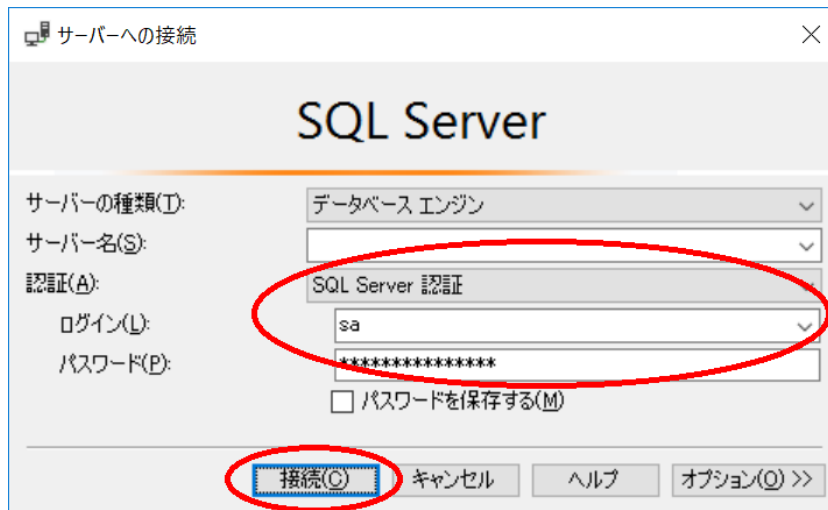 サーバーへの接続
SQL Server
サーバーの種類(T): データベース エンジン
サーバー名(S):
認証(A): SQL Server 認証
ログイン(L): sa
パスワード(P): ***************
パスワードを保存する(M)
接続(C) キャンセル ヘルプ オプション(O) >>